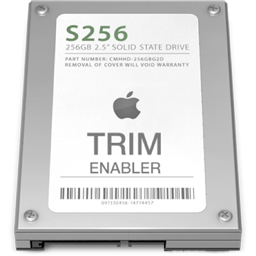 S256
256GB 2.5" SOLID STATE DRIVE
PART NUMBER: CMHHD-256GBG2D
REMOVAL OF COVER WILL VOID WARRANTY
TRIM
ENABLER